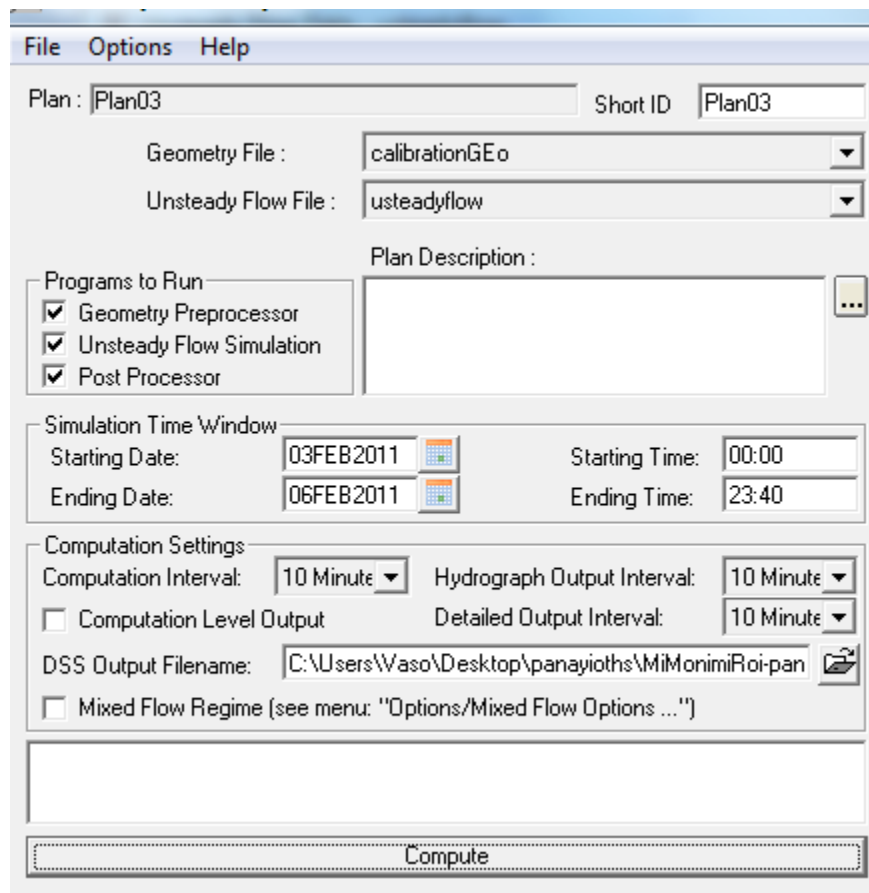 File Options Help
Plan : Plan03 Short ID Plan03
Geometry File : calibrationGEo
Unsteady Flow File : usteadyflow
Plan Description :
Programs to Run
Geometry Preprocessor
Unsteady Flow Simulation
Post Processor
...
Simulation Time Window
Starting Date: 03FEB2011 Starting Time: 00:00
Ending Date: 06FEB2011 Ending Time: 23:40
Computation Settings
Computation Interval: 10 Minute Hydrograph Output Interval: 10 Minute
Computation Level Output Detailed Output Interval: 10 Minute
DSS Output Filename: C:\Users\Vaso\Desktop\panayioths\MiMonimiRoi-pan
Mixed Flow Regime (see menu: "Options/Mixed Flow Options ...")
Compute